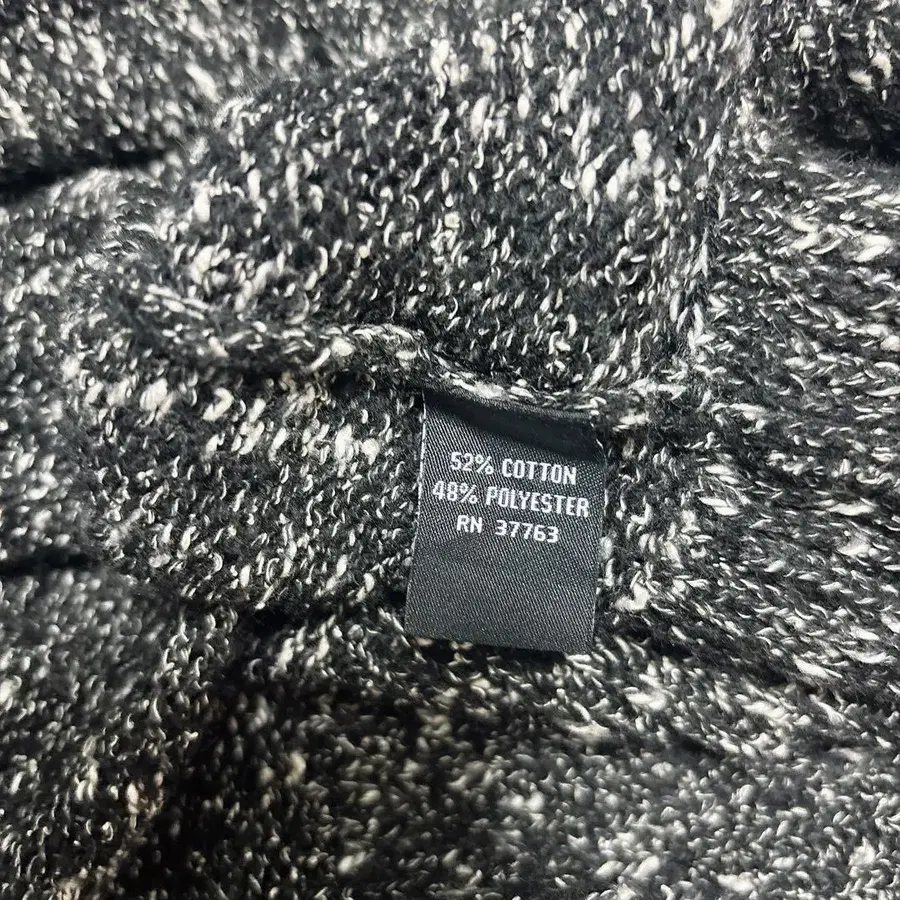 52% COTTON
48% POLYESTER
RN 37763